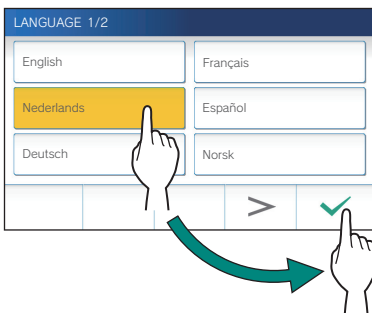 LANGUAGE 1/2
English
Français
Nederlands
Español
Deutsch
Norsk